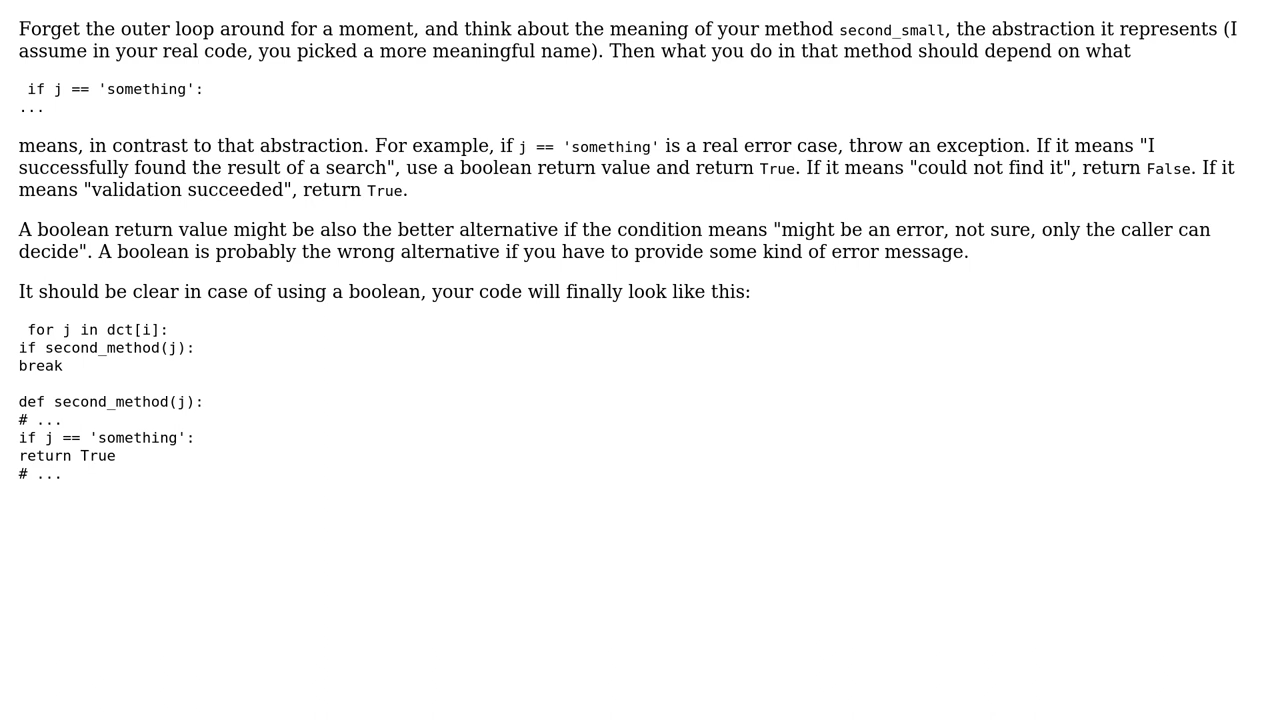 Forget the outer loop around for a moment, and think about the meaning of your method second_small, the abstraction it represents (I
assume in your real code, you picked a more meaningful name). Then what you do in that method should depend on what
if j == 'something':
...
means, in contrast to that abstraction. For example, if j == 'something' is a real error case, throw an exception. If it means "I
successfully found the result of a search", use a boolean return value and return True. If it means "could not find it", return False. If it
means "validation succeeded", return True.
A boolean return value might be also the better alternative if the condition means "might be an error, not sure, only the caller can
decide". A boolean is probably the wrong alternative if you have to provide some kind of error message.
It should be clear in case of using a boolean, your code will finally look like this:
for j in dct[i]:
if second_method(j):
break
def second_method(j):
# ...
if j == 'something':
return True
# ...